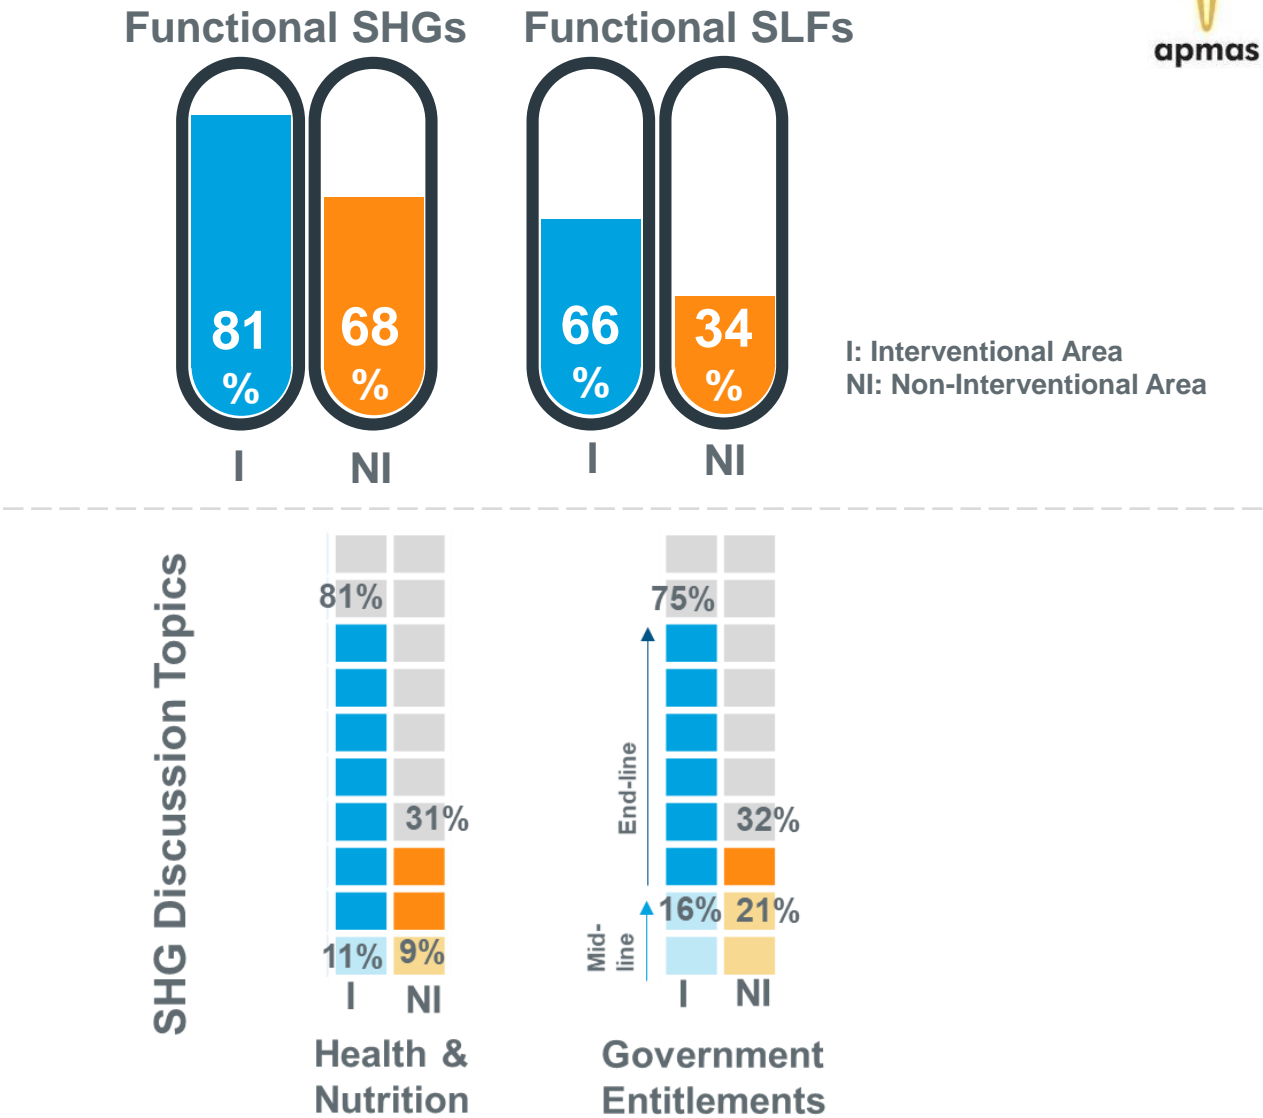 Functional SHGs
Functional SLFs
apmas
81
%
68
%
66
%
34
%
I
NI
I
NI
I: Interventional Area
NI: Non-Interventional Area
SHG Discussion Topics
81%
31%
11%
9%
I
NI
Health &
Nutrition
75%
End-line
32%
16%
21%
Mid-
line
I
NI
Government
Entitlements